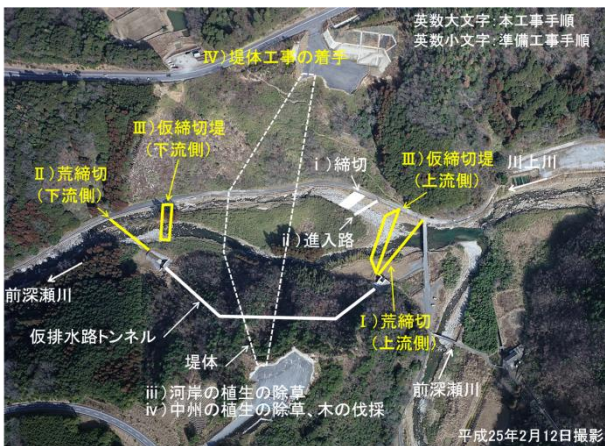 英数大文字:本工事手順
英数小文字:準備工事手順
Ⅳ)堤体工事の着手
Ⅲ)仮締切堤
(下流側)
Ⅱ)荒締切
(下流側)
ⅰ)締切
Ⅲ)仮締切堤
(上流側)
川上川
ⅱ)進入路
前深瀬川
仮排水路トンネル
Ⅰ)荒締切
(上流側)
堤体
前深瀬川
ⅲ)河岸の植生の除草
ⅳ)中州の植生の除草、木の伐採
平成25年2月12日撮影